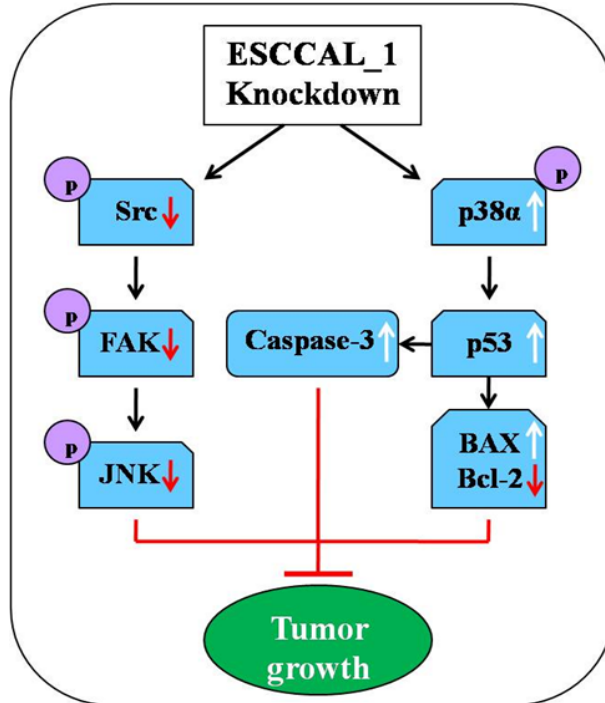 ESCCAL_1
Knockdown
p
Src
p
p38α
p
FAK
Caspase-3
p53
p
JNK
BAX
Bcl-2
Tumor
growth